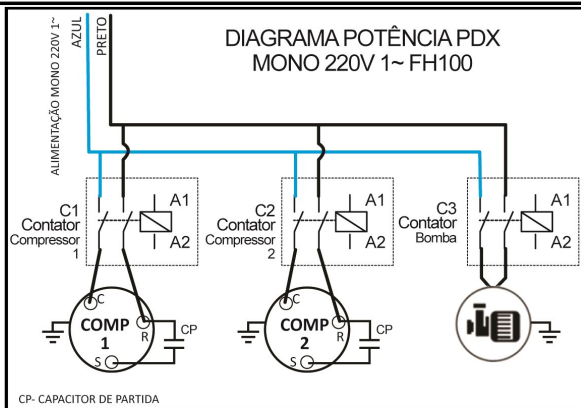 ALIMENTAÇÃO MONO 220V 1~
AZUL
PRETO
DIAGRAMA POTÊNCIA PDX
MONO 220V 1~ FH100
C1
Contator
Compressor
1
A1
A2
C2
Contator
Compressor
2
A1
A2
C3
Contator
Bomba
A1
A2
C
COMP
1
R
S
CP
C
COMP
2
R
S
CP
CP- CAPACITOR DE PARTIDA